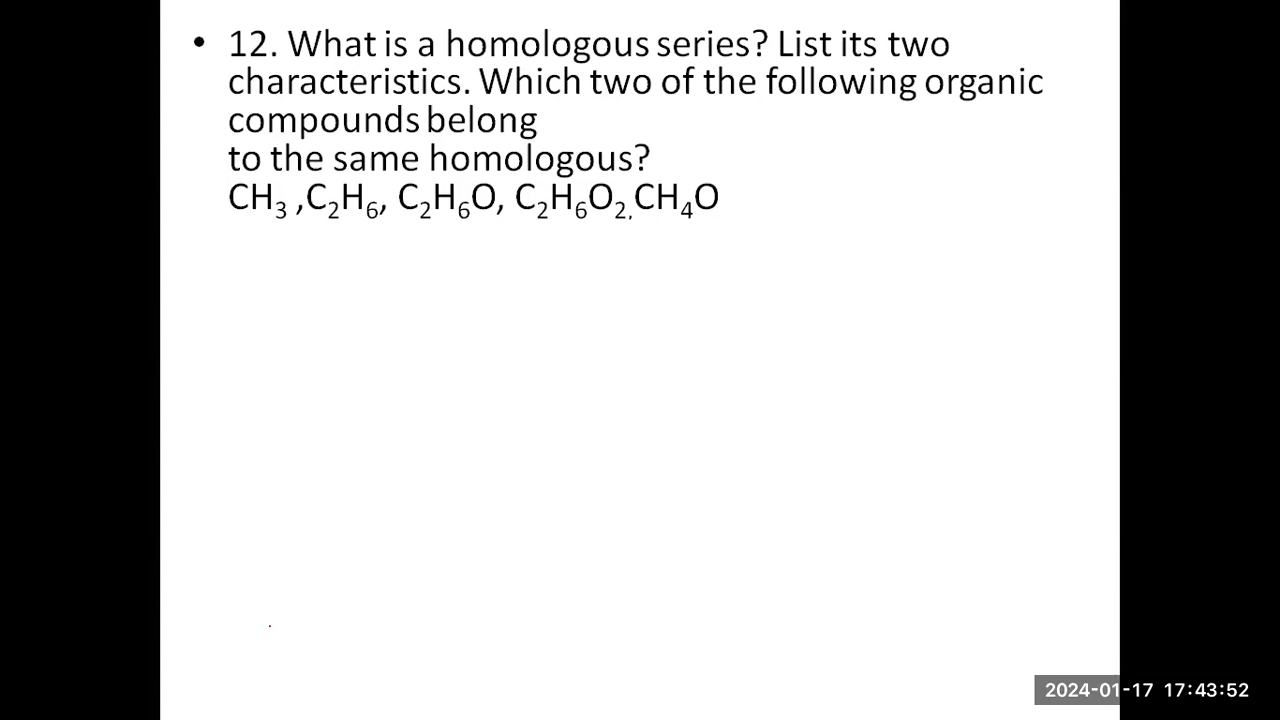 • 12. What is a homologous series? List its two
characteristics. Which two of the following organic
compounds belong
to the same homologous?
CH₃ ,C₂H₆, C₂H₆O, C₂H₆O₂,CH₄O
2024-01-17 17:43:52